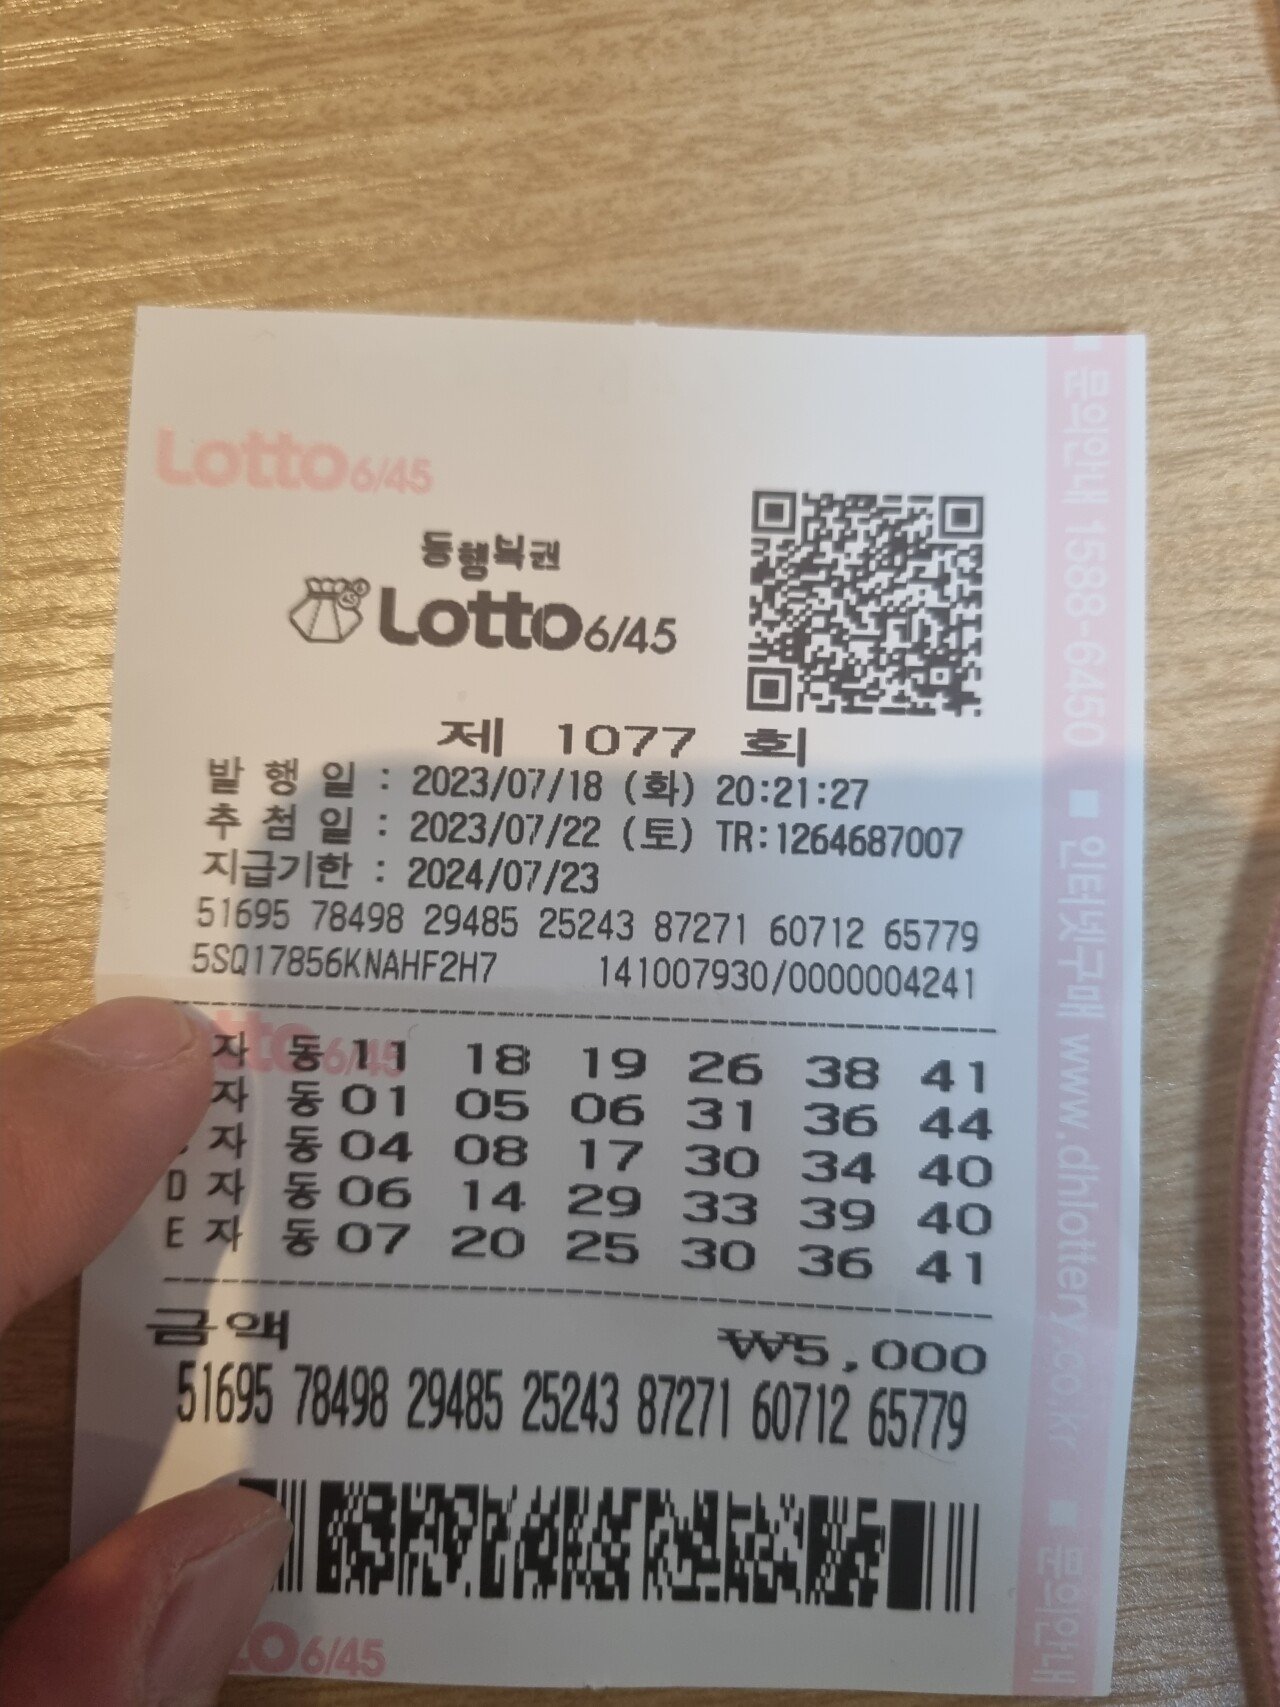 Lotto 6/45
동행복권
Lotto 6/45
제 1077 회
발 행 일 : 2023/07/18 (화) 20:21:27
추 첨 일 : 2023/07/22 (토) TR:1264687007
지급기한 : 2024/07/23
51695 78498 29485 25243 87271 60712 65779
5SQ17856KNAHF2H7 141007930/0000004241
자 동 11 18 19 26 38 41
자 동 01 05 06 31 36 44
자 동 04 08 17 30 34 40
D 자 동 06 14 29 33 39 40
E 자 동 07 20 25 30 36 41
금액 ₩5,000
51695 78498 29485 25243 87271 60712 65779
6/45
■ 문의안내 1588-6450 ■ 인터넷구매 www.dhlottery.co.kr ■ 문의안내